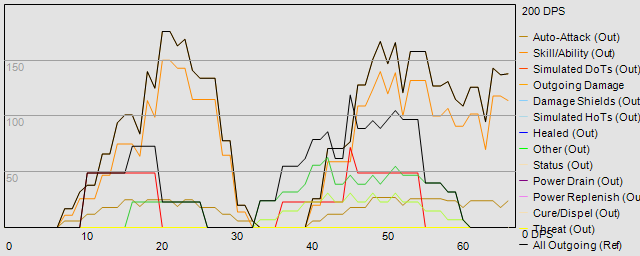 200 DPS
Auto-Attack (Out)
Skill/Ability (Out)
150
Simulated DoTs (Out)
Outgoing Damage
Damage Shields (Out)
Simulated HoTs (Out)
100
Healed (Out)
Other (Out)
Status (Out)
50
Power Drain (Out)
Power Replenish (Out)
Cure/Dispel (Out)
Threat (Out)
0 DPS
0 10 20 30 40 50 60
All Outgoing (Ref)